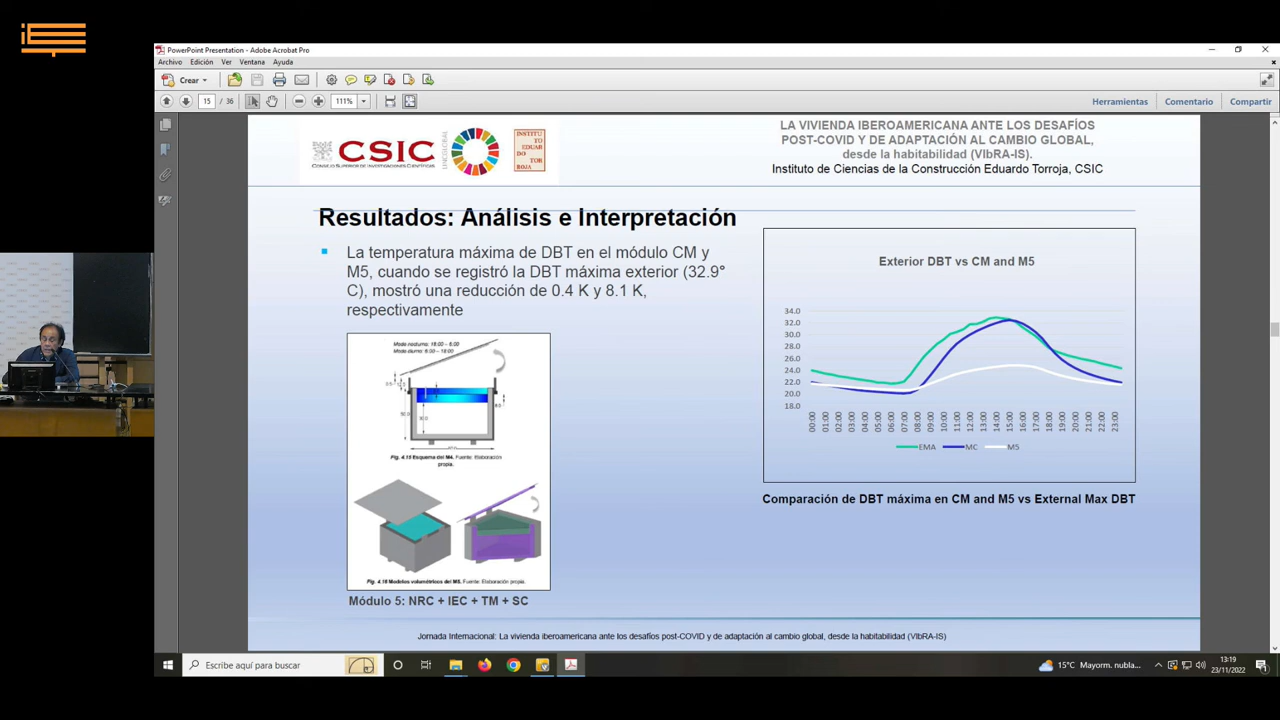 PowerPoint Presentation - Adobe Acrobat Pro
Archivo Edición Ver Ventana Ayuda
Crear
15 / 36
111%
Herramientas Comentario Compartir
CSIC
CONSEJO SUPERIOR DE INVESTIGACIONES CIENTÍFICAS
INSTITU
TO
EDUAR
DO TOR
ROJA
LA VIVIENDA IBEROAMERICANA ANTE LOS DESAFÍOS
POST-COVID Y DE ADAPTACIÓN AL CAMBIO GLOBAL,
desde la habitabilidad (VIbRA-IS).
Instituto de Ciencias de la Construcción Eduardo Torroja, CSIC
Resultados: Análisis e Interpretación
La temperatura máxima de DBT en el módulo CM y
M5, cuando se registró la DBT máxima exterior (32.9°
C), mostró una reducción de 0.4 K y 8.1 K,
respectivamente
Modo nocturno: 18:00 - 6:00
Modo diurno: 6:00 - 18:00
Fig. 4.15 Esquema del M4. Fuente: Elaboración
propia.
Fig. 4.16 Modelos volumétricos del M5. Fuente: Elaboración propia.
Módulo 5: NRC + IEC + TM + SC
Exterior DBT vs CM and M5
34.0
32.0
30.0
28.0
26.0
24.0
22.0
20.0
18.0
00:00 01:00 02:00 03:00 04:00 05:00 06:00 07:00 08:00 09:00 10:00 11:00 12:00 13:00 14:00 15:00 16:00 17:00 18:00 19:00 20:00 21:00 22:00 23:00
EMA MC M5
Comparación de DBT máxima en CM and M5 vs External Max DBT
Jornada Internacional: La vivienda iberoamericana ante los desafíos post-COVID y de adaptación al cambio global, desde la habitabilidad (VIbRA-IS)
Escribe aquí para buscar
15°C Mayorm. nubla...
13:19
23/11/2022